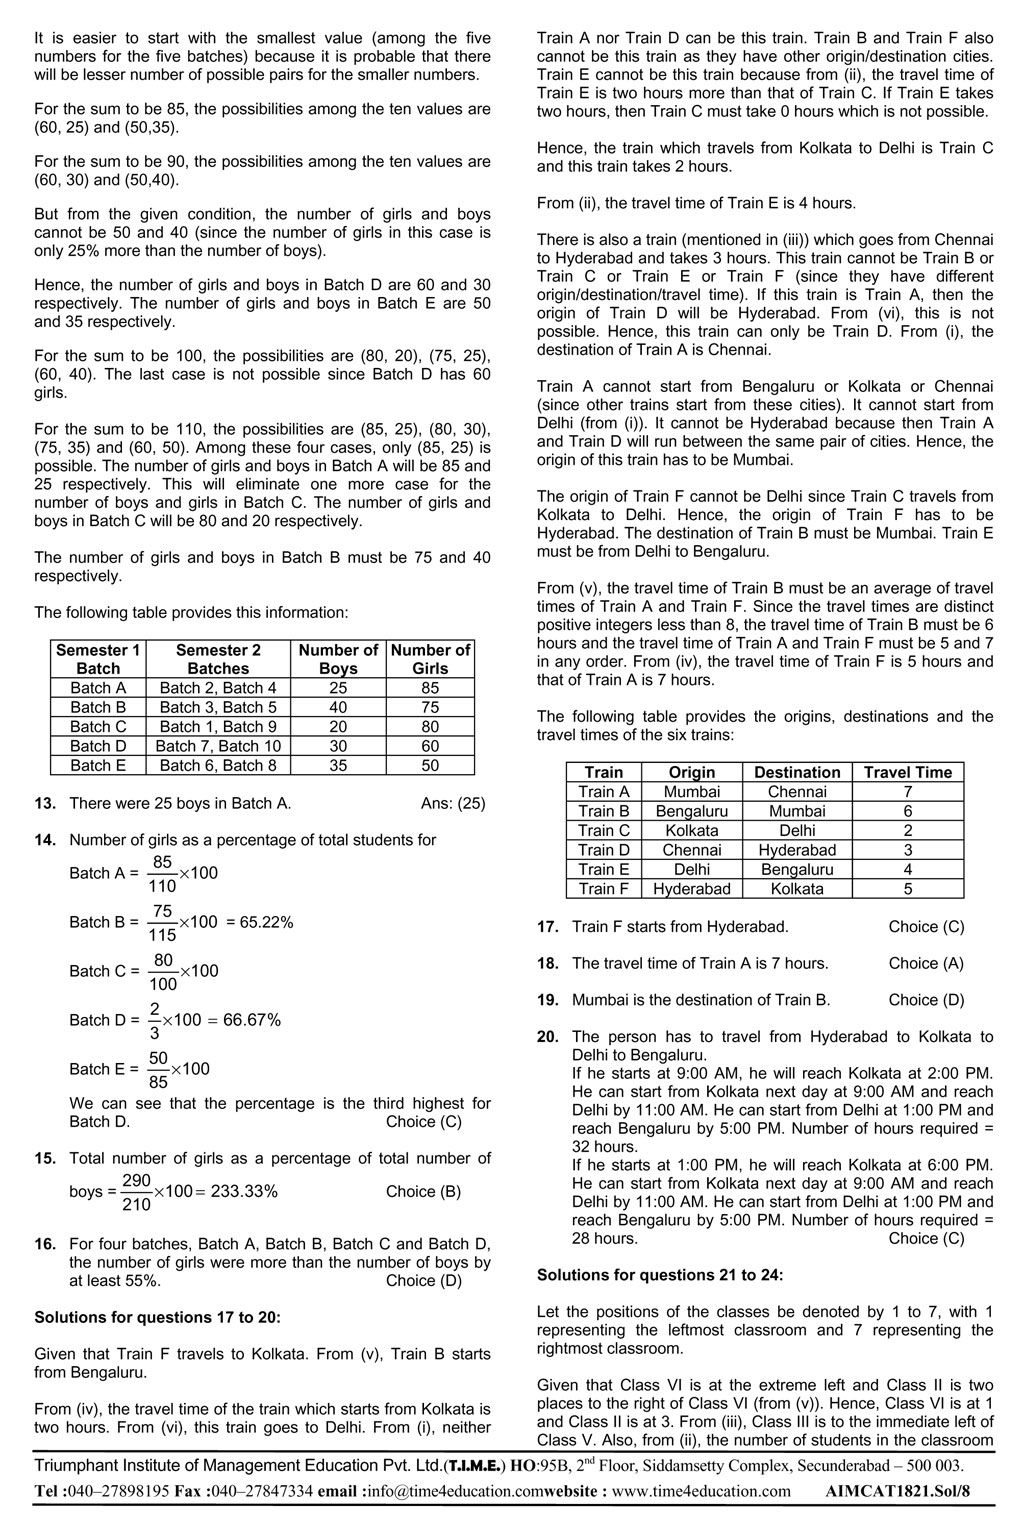 It is easier to start with the smallest value (among the five
numbers for the five batches) because it is probable that there
will be lesser number of possible pairs for the smaller numbers.
For the sum to be 85, the possibilities among the ten values are
(60, 25) and (50,35).
For the sum to be 90, the possibilities among the ten values are
(60, 30) and (50,40).
But from the given condition, the number of girls and boys
cannot be 50 and 40 (since the number of girls in this case is
only 25% more than the number of boys).
Hence, the number of girls and boys in Batch D are 60 and 30
respectively. The number of girls and boys in Batch E are 50
and 35 respectively.
For the sum to be 100, the possibilities are (80, 20), (75, 25),
(60, 40). The last case is not possible since Batch D has 60
girls.
For the sum to be 110, the possibilities are (85, 25), (80, 30),
(75, 35) and (60, 50). Among these four cases, only (85, 25) is
possible. The number of girls and boys in Batch A will be 85 and
25 respectively. This will eliminate one more case for the
number of boys and girls in Batch C. The number of girls and
boys in Batch C will be 80 and 20 respectively.
The number of girls and boys in Batch B must be 75 and 40
respectively.
The following table provides this information:
Semester 1 Batch | Semester 2 Batches | Number of Boys | Number of Girls
Batch A | Batch 2, Batch 4 | 25 | 85
Batch B | Batch 3, Batch 5 | 40 | 75
Batch C | Batch 1, Batch 9 | 20 | 80
Batch D | Batch 7, Batch 10 | 30 | 60
Batch E | Batch 6, Batch 8 | 35 | 50
13. There were 25 boys in Batch A. Ans: (25)
14. Number of girls as a percentage of total students for
Batch A = 85/110 ×100
Batch B = 75/115 ×100 = 65.22%
Batch C = 80/100 ×100
Batch D = 2/3 ×100 = 66.67%
Batch E = 50/85 ×100
We can see that the percentage is the third highest for
Batch D. Choice (C)
15. Total number of girls as a percentage of total number of
boys = 290/210 ×100 = 233.33% Choice (B)
16. For four batches, Batch A, Batch B, Batch C and Batch D,
the number of girls were more than the number of boys by
at least 55%. Choice (D)
Solutions for questions 17 to 20:
Given that Train F travels to Kolkata. From (v), Train B starts
from Bengaluru.
From (iv), the travel time of the train which starts from Kolkata is
two hours. From (vi), this train goes to Delhi. From (i), neither
Train A nor Train D can be this train. Train B and Train F also
cannot be this train as they have other origin/destination cities.
Train E cannot be this train because from (ii), the travel time of
Train E is two hours more than that of Train C. If Train E takes
two hours, then Train C must take 0 hours which is not possible.
Hence, the train which travels from Kolkata to Delhi is Train C
and this train takes 2 hours.
From (ii), the travel time of Train E is 4 hours.
There is also a train (mentioned in (iii)) which goes from Chennai
to Hyderabad and takes 3 hours. This train cannot be Train B or
Train C or Train E or Train F (since they have different
origin/destination/travel time). If this train is Train A, then the
origin of Train D will be Hyderabad. From (vi), this is not
possible. Hence, this train can only be Train D. From (i), the
destination of Train A is Chennai.
Train A cannot start from Bengaluru or Kolkata or Chennai
(since other trains start from these cities). It cannot start from
Delhi (from (i)). It cannot be Hyderabad because then Train A
and Train D will run between the same pair of cities. Hence, the
origin of this train has to be Mumbai.
The origin of Train F cannot be Delhi since Train C travels from
Kolkata to Delhi. Hence, the origin of Train F has to be
Hyderabad. The destination of Train B must be Mumbai. Train E
must be from Delhi to Bengaluru.
From (v), the travel time of Train B must be an average of travel
times of Train A and Train F. Since the travel times are distinct
positive integers less than 8, the travel time of Train B must be 6
hours and the travel time of Train A and Train F must be 5 and 7
in any order. From (iv), the travel time of Train F is 5 hours and
that of Train A is 7 hours.
The following table provides the origins, destinations and the
travel times of the six trains:
Train | Origin | Destination | Travel Time
Train A | Mumbai | Chennai | 7
Train B | Bengaluru | Mumbai | 6
Train C | Kolkata | Delhi | 2
Train D | Chennai | Hyderabad | 3
Train E | Delhi | Bengaluru | 4
Train F | Hyderabad | Kolkata | 5
17. Train F starts from Hyderabad. Choice (C)
18. The travel time of Train A is 7 hours. Choice (A)
19. Mumbai is the destination of Train B. Choice (D)
20. The person has to travel from Hyderabad to Kolkata to
Delhi to Bengaluru.
If he starts at 9:00 AM, he will reach Kolkata at 2:00 PM.
He can start from Kolkata next day at 9:00 AM and reach
Delhi by 11:00 AM. He can start from Delhi at 1:00 PM and
reach Bengaluru by 5:00 PM. Number of hours required =
32 hours.
If he starts at 1:00 PM, he will reach Kolkata at 6:00 PM.
He can start from Kolkata next day at 9:00 AM and reach
Delhi by 11:00 AM. He can start from Delhi at 1:00 PM and
reach Bengaluru by 5:00 PM. Number of hours required =
28 hours. Choice (C)
Solutions for questions 21 to 24:
Let the positions of the classes be denoted by 1 to 7, with 1
representing the leftmost classroom and 7 representing the
rightmost classroom.
Given that Class VI is at the extreme left and Class II is two
places to the right of Class VI (from (v)). Hence, Class VI is at 1
and Class II is at 3. From (iii), Class III is to the immediate left of
Class V. Also, from (ii), the number of students in the classroom
Triumphant Institute of Management Education Pvt. Ltd.(T.I.M.E.) HO:95B, 2nd Floor, Siddamsetty Complex, Secunderabad – 500 003.
Tel :040–27898195 Fax :040–27847334 email :info@time4education.comwebsite : www.time4education.com AIMCAT1821.Sol/8